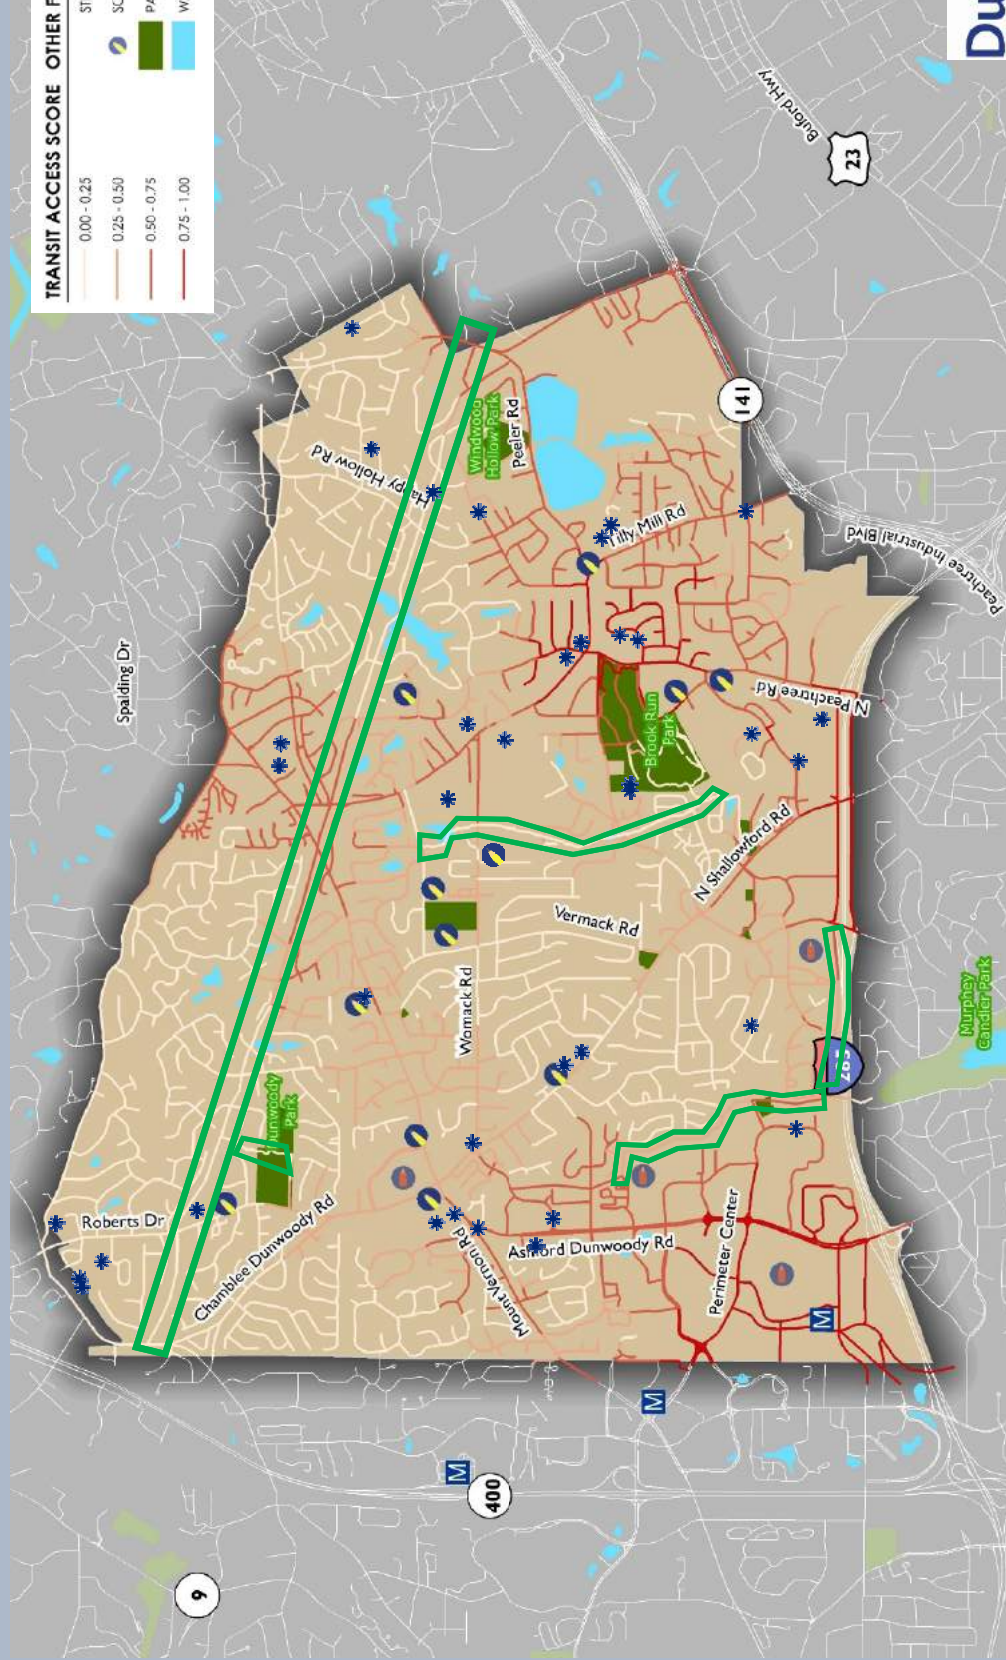 TRANSIT ACCESS SCORE
0.00 - 0.25
0.25 - 0.50
0.50 - 0.75
0.75 - 1.00
OTHER F
ST
SC
PA
W
Du
Spalding Dr
Happy Hollow Rd
Windwood
Hollow Park
Peeler Rd
Tilly Mill Rd
Buford Hwy
23
141
Peachtree Industrial Blvd
N Peachtree Rd
Brook Run
Park
N Shallowford Rd
Vermack Rd
Womack Rd
Dunwoody
Park
Roberts Dr
Chamblee Dunwoody Rd
Mount Vernon Rd
Ashford Dunwoody Rd
Perimeter Center
285
Murphey
Candler Park
M
M
M
400
9